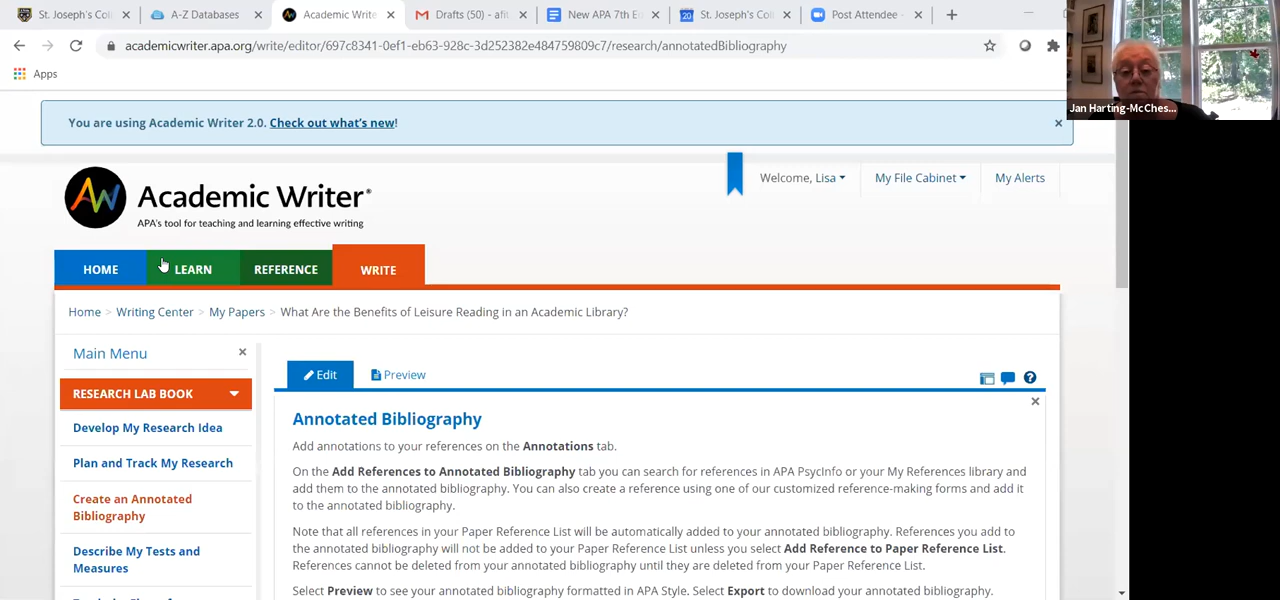 St. Joseph's Coll
A-Z Databases
Academic Write
Drafts (50) - afit
New APA 7th E
20
St. Joseph's Coll
Post Attendee -
academicwriter.apa.org/write/editor/697c8341-0ef1-eb63-928c-3d252382e484759809c7/research/annotatedBibliography
Apps
Jan Harting-McChes...
You are using Academic Writer 2.0. Check out what's new!
AW
Academic Writer®
APA's tool for teaching and learning effective writing
Welcome, Lisa
My File Cabinet
My Alerts
HOME
LEARN
REFERENCE
WRITE
Home > Writing Center > My Papers > What Are the Benefits of Leisure Reading in an Academic Library?
Main Menu
RESEARCH LAB BOOK
Develop My Research Idea
Plan and Track My Research
Create an Annotated
Bibliography
Describe My Tests and
Measures
Edit
Preview
Annotated Bibliography
Add annotations to your references on the Annotations tab.
On the Add References to Annotated Bibliography tab you can search for references in APA PsycInfo or your My References library and
add them to the annotated bibliography. You can also create a reference using one of our customized reference-making forms and add it
to the annotated bibliography.
Note that all references in your Paper Reference List will be automatically added to your annotated bibliography. References you add to
the annotated bibliography will not be added to your Paper Reference List unless you select Add Reference to Paper Reference List.
References cannot be deleted from your annotated bibliography until they are deleted from your Paper Reference List.
Select Preview to see your annotated bibliography formatted in APA Style. Select Export to download your annotated bibliography.